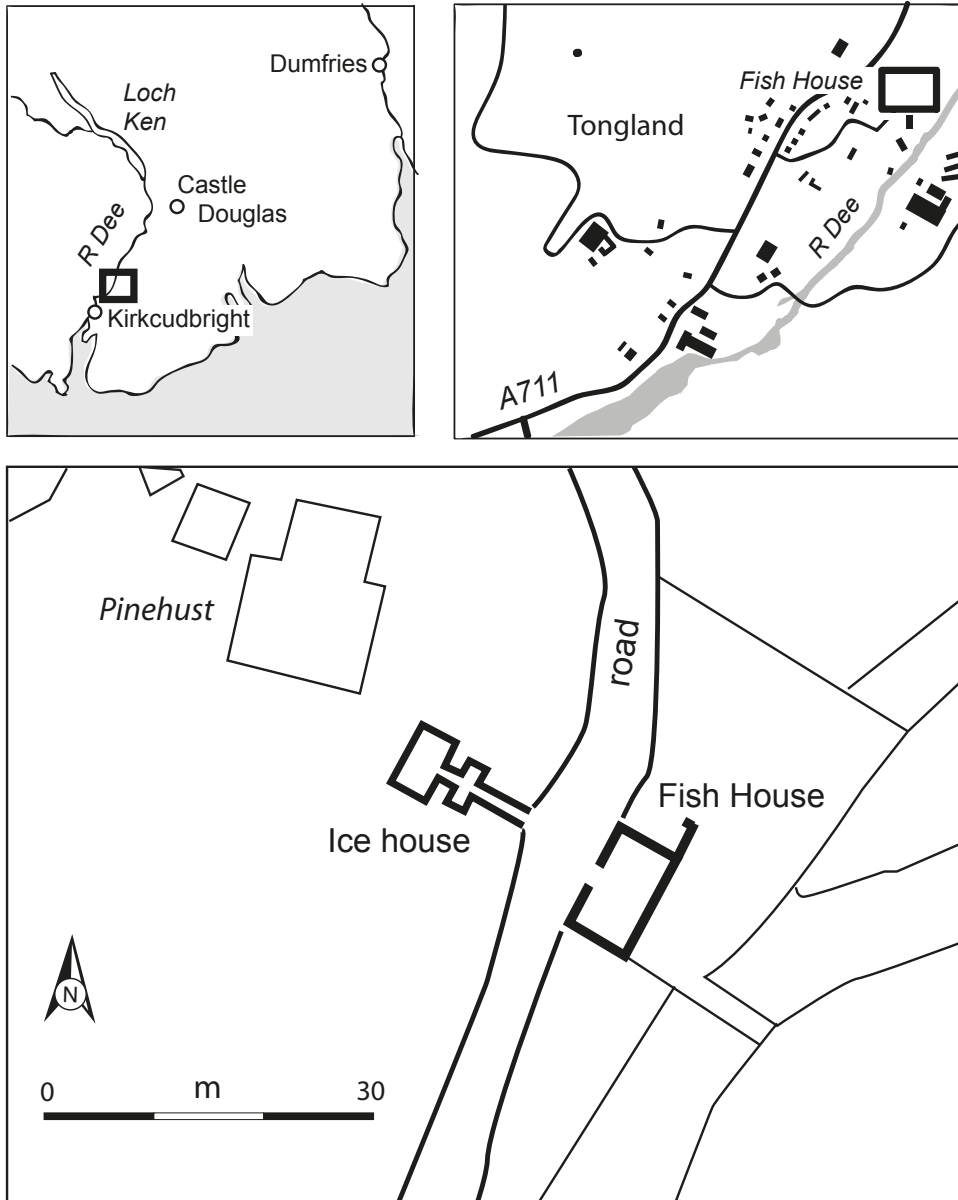 Dumfries
Loch
Ken
Castle
Douglas
R Dee
Kirkcudbright
Fish House
Tongland
R Dee
A711
Pinehust
road
Fish House
Ice house
N
0 m 30